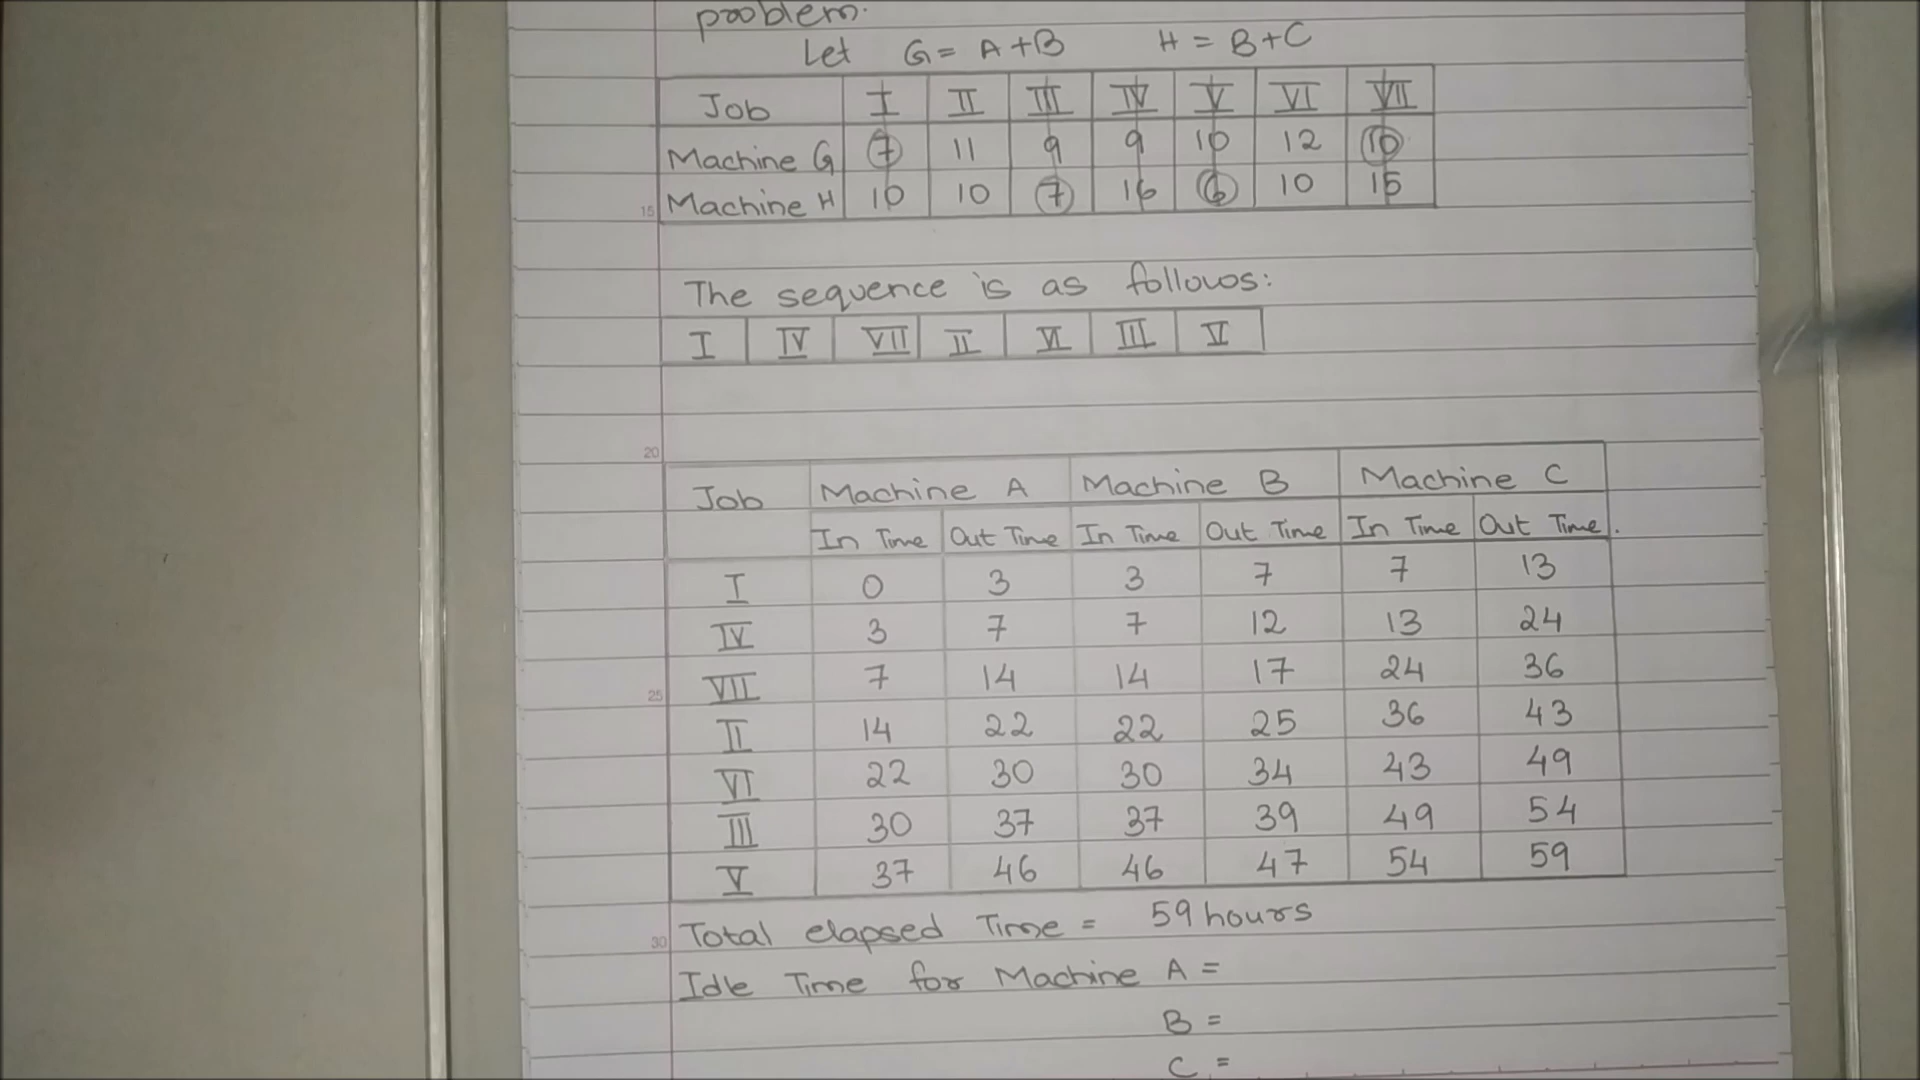 problem.
Let G = A+B H = B+C
Job I II III IV V VI VII
Machine G 7 11 9 9 10 12 10
Machine H 10 10 7 16 6 10 15
15
The sequence is as follows:
I IV VII II VI III V
20
Job Machine A Machine B Machine C
In Time Out Time In Time Out Time In Time Out Time.
I 0 3 3 7 7 13
IV 3 7 7 12 13 24
VII 7 14 14 17 24 36
25
II 14 22 22 25 36 43
VI 22 30 30 34 43 49
III 30 37 37 39 49 54
V 37 46 46 47 54 59
30 Total elapsed Time = 59 hours
Idle Time for Machine A =
B =
C =